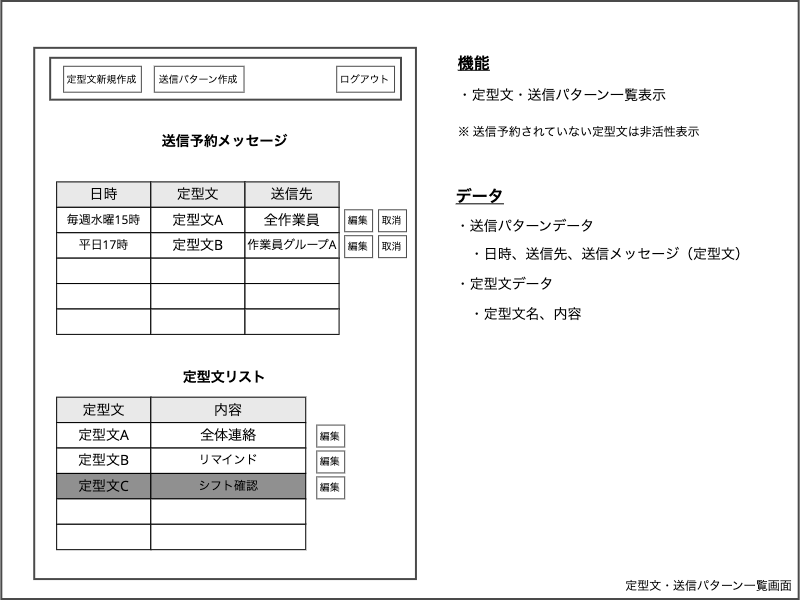 定型文新規作成 送信パターン作成 ログアウト
送信予約メッセージ
日時 定型文 送信先
毎週水曜15時 定型文A 全作業員 編集 取消
平日17時 定型文B 作業員グループA 編集 取消
定型文リスト
定型文 内容
定型文A 全体連絡 編集
定型文B リマインド 編集
定型文C シフト確認 編集
機能
・定型文・送信パターン一覧表示
※ 送信予約されていない定型文は非活性表示
データ
・送信パターンデータ
・日時、送信先、送信メッセージ（定型文）
・定型文データ
・定型文名、内容
定型文・送信パターン一覧画面